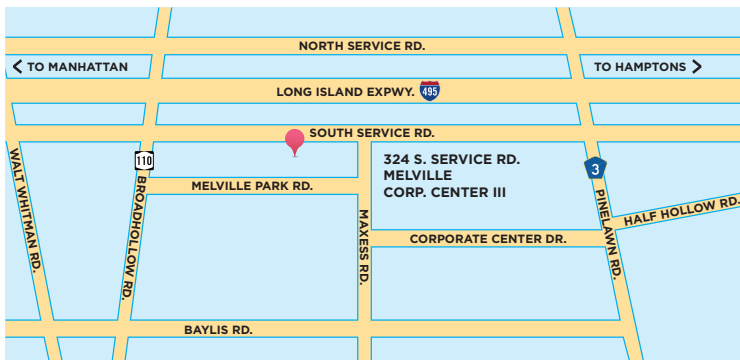 NORTH SERVICE RD.
< TO MANHATTAN
TO HAMPTONS >
LONG ISLAND EXPWY.
495
SOUTH SERVICE RD.
110
324 S. SERVICE RD.
MELVILLE
CORP. CENTER III
3
MELVILLE PARK RD.
WALT WHITMAN RD.
BROADHOLLOW RD.
MAXESS RD.
PINELAWN RD.
HALF HOLLOW RD.
CORPORATE CENTER DR.
BAYLIS RD.